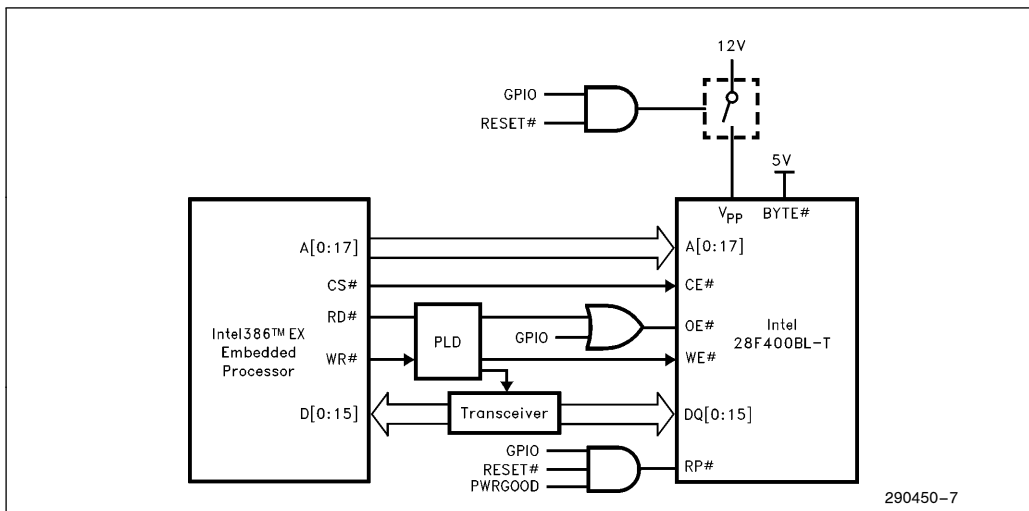 12V
GPIO
RESET#
5V
VPP BYTE#
A[0:17] A[0:17]
CS# CE#
RD# PLD OE#
GPIO
Intel386™ EX
Embedded
Processor
Intel
28F400BL-T
WR# WE#
D[0:15] Transceiver DQ[0:15]
GPIO
RESET#
PWRGOOD
RP#
290450-7